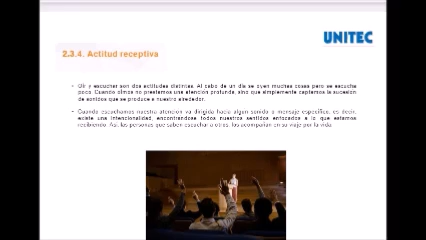 UNITEC
2.3.4. Actitud receptiva
- Oír y escuchar son dos actitudes distintas. Al cabo de un día se oyen muchas cosas pero se escucha
poco. Cuando oímos no prestamos una atención profunda, sino que simplemente captamos la sucesión
de sonidos que se produce a nuestro alrededor.
- Cuando escuchamos nuestra atención va dirigida hacia algún sonido o mensaje específico, es decir,
existe una intencionalidad, encontrándose todos nuestros sentidos enfocados a lo que estamos
recibiendo. Así, las personas que saben escuchar a otros, los acompañan en su viaje por la vida.